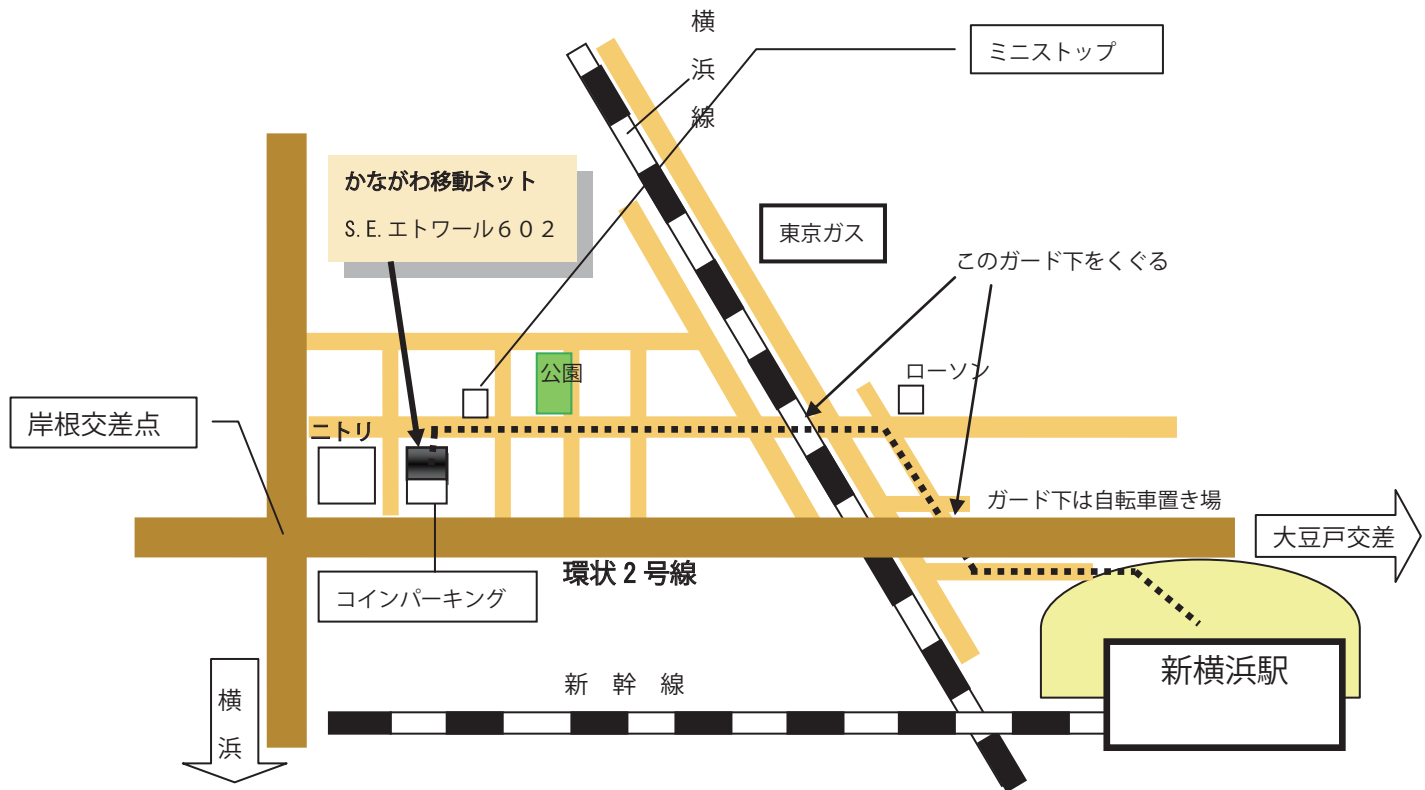 横浜線
ミニストップ
かながわ移動ネット
S.E.エトワール６０２
東京ガス
このガード下をくぐる
公園
ローソン
岸根交差点
ニトリ
ガード下は自転車置き場
大豆戸交差
環状２号線
コインパーキング
新横浜駅
新 幹 線
横浜